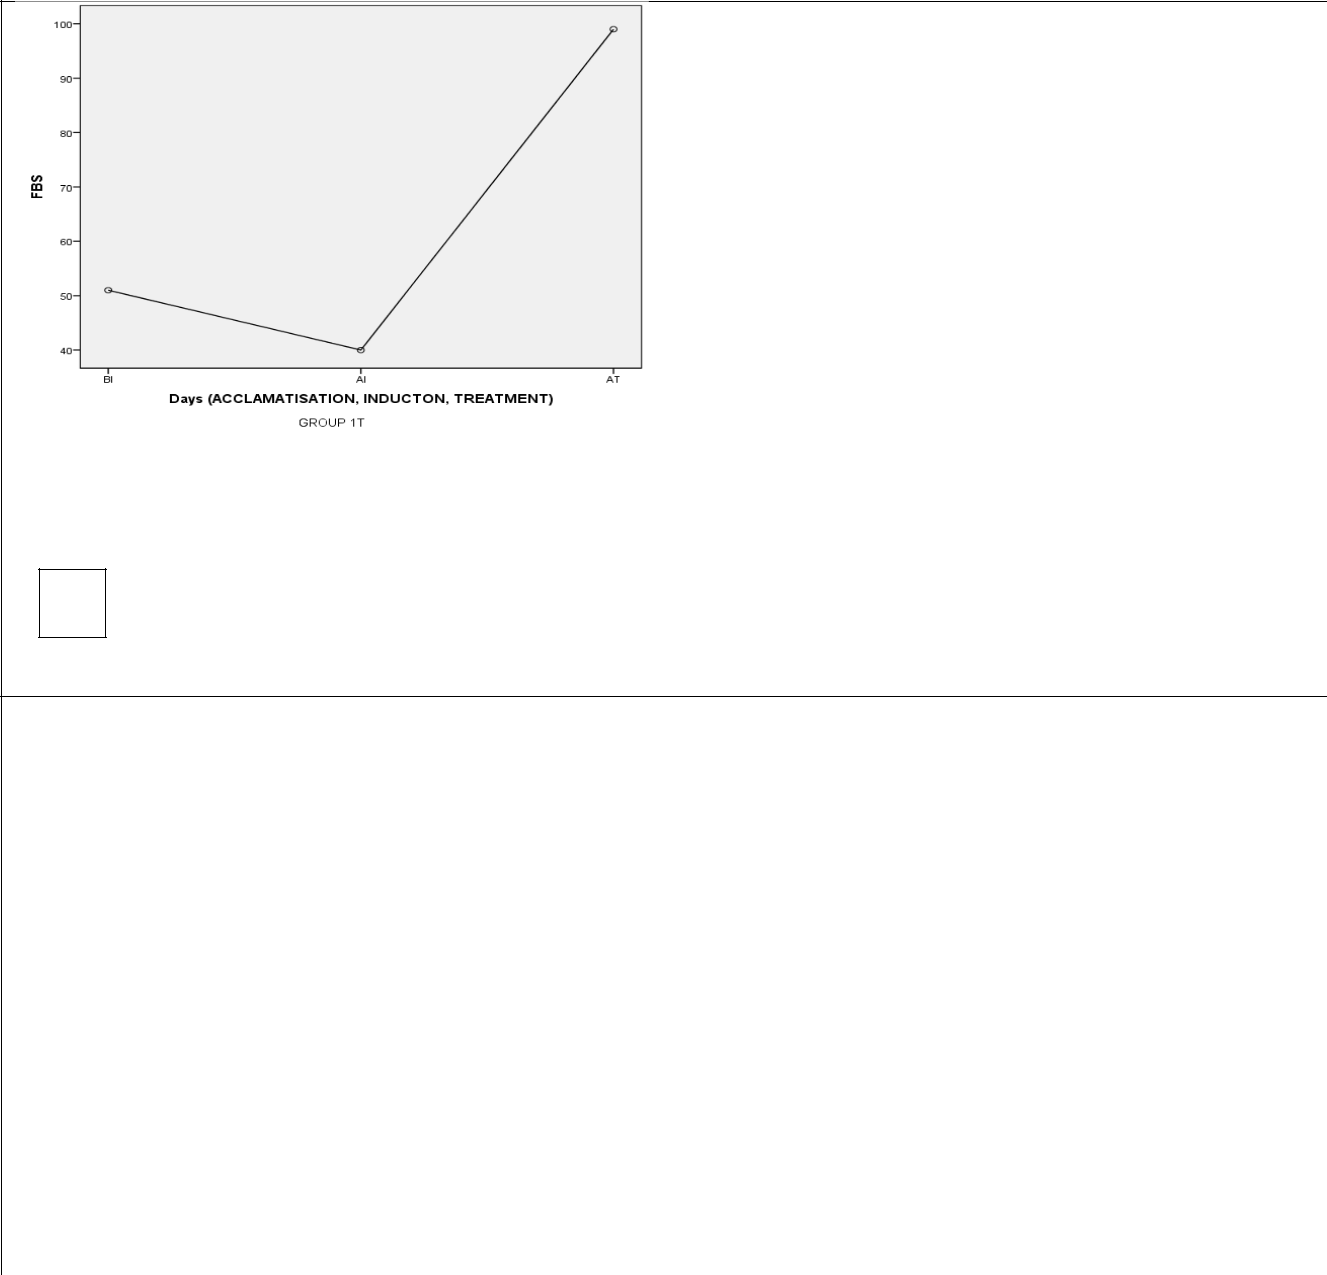 100
90
80
70
60
50
40
FBS
BI AI AT
Days (ACCLAMATISATION, INDUCTON, TREATMENT)
GROUP 1T